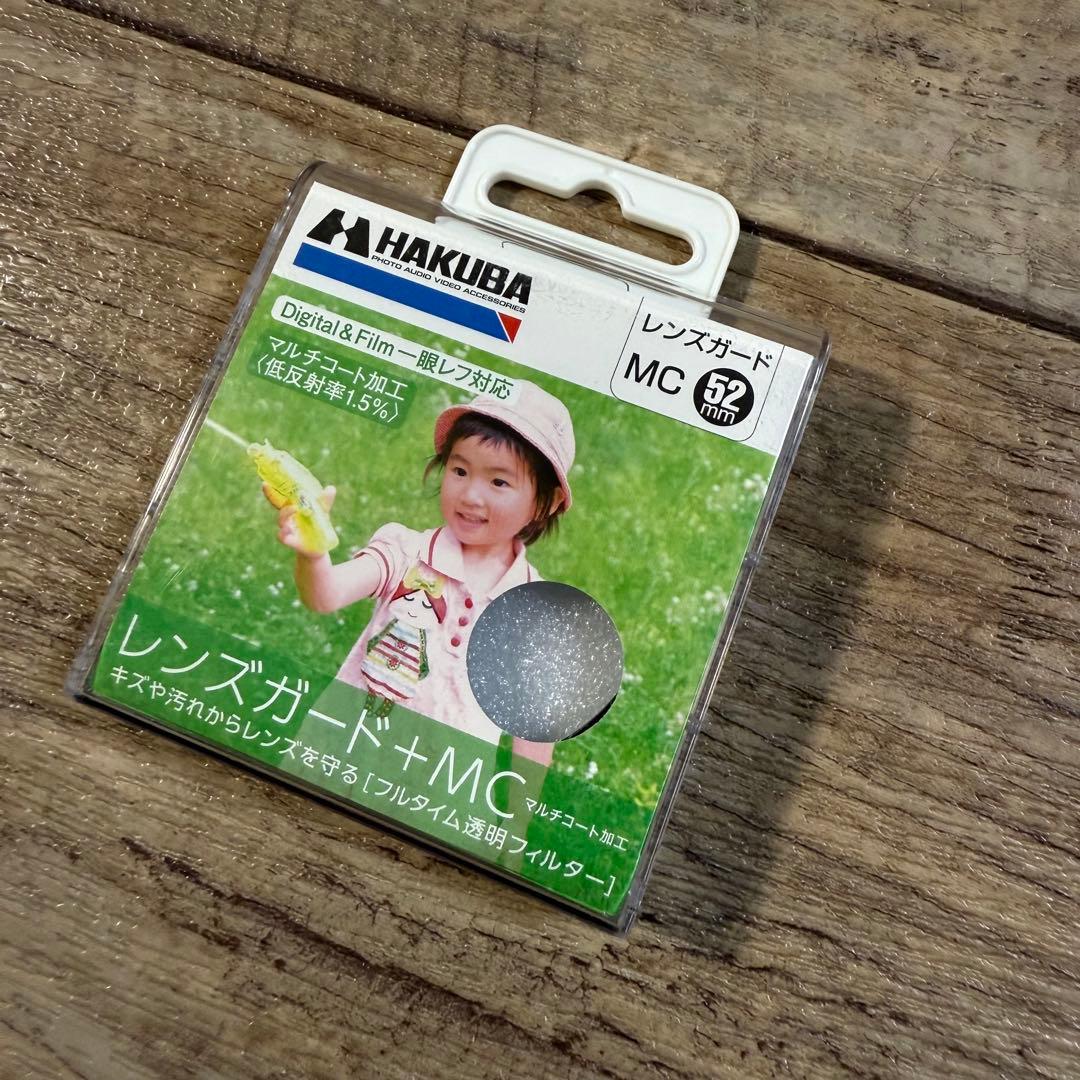 HAKUBA
PHOTO AUDIO VIDEO ACCESSORIES
レンズガード
MC 52mm
Digital & Film 一眼レフ対応
マルチコート加工
〈低反射率1.5%〉
レンズガード+MC マルチコート加工
キズや汚れからレンズを守る [フルタイム透明フィルター]